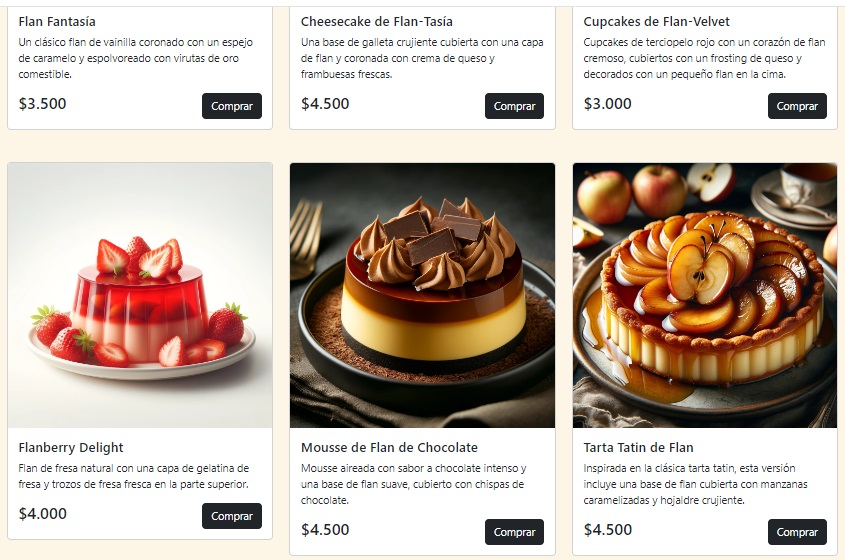 Flan Fantasía
Un clásico flan de vainilla coronado con un espejo
de caramelo y espolvoreado con virutas de oro
comestible.
$3.500
Comprar
Cheesecake de Flan-Tasía
Una base de galleta crujiente cubierta con una capa
de flan y coronada con crema de queso y
frambuesas frescas.
$4.500
Comprar
Cupcakes de Flan-Velvet
Cupcakes de terciopelo rojo con un corazón de flan
cremoso, cubiertos con un frosting de queso y
decorados con un pequeño flan en la cima.
$3.000
Comprar
Flanberry Delight
Flan de fresa natural con una capa de gelatina de
fresa y trozos de fresa fresca en la parte superior.
$4.000
Comprar
Mousse de Flan de Chocolate
Mousse aireada con sabor a chocolate intenso y
una base de flan suave, cubierto con chispas de
chocolate.
$4.500
Comprar
Tarta Tatin de Flan
Inspirada en la clásica tarta tatin, esta versión
incluye una base de flan cubierta con manzanas
caramelizadas y hojaldre crujiente.
$4.500
Comprar